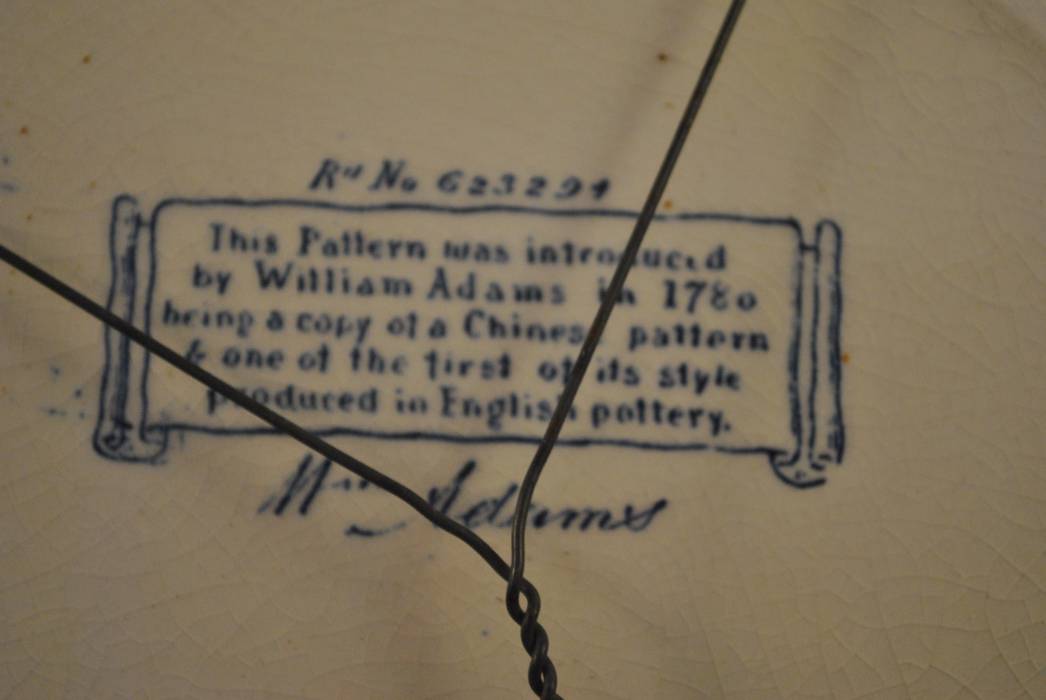 Rd No 623294
This Pattern was introduced
by William Adams in 1780
being a copy of a Chinese pattern
& one of the first of its style
produced in English pottery.
Wm Adams